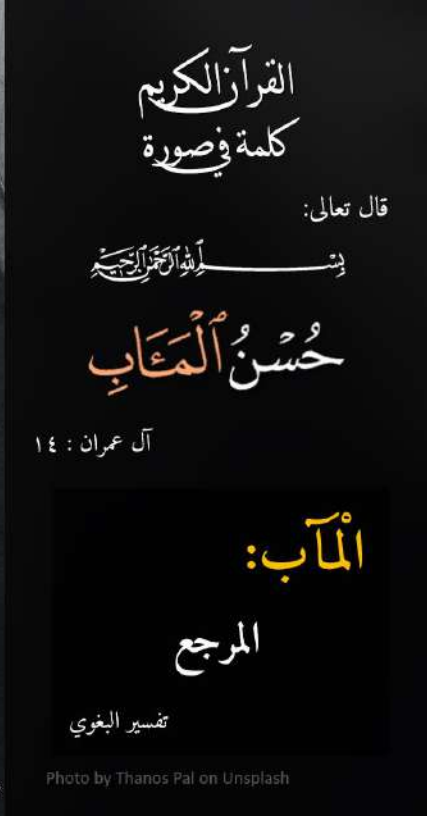 القرآن الكريم
كلمة في صورة
قال تعالى:
بِسْمِ ٱللَّهِ ٱلرَّحْمَٰنِ ٱلرَّحِيمِ
حُسْنُ ٱلْمَـَٔابِ
آل عمران : ١٤
الْمَآب:
المرجع
تفسير البغوي
Photo by Thanos Pal on Unsplash